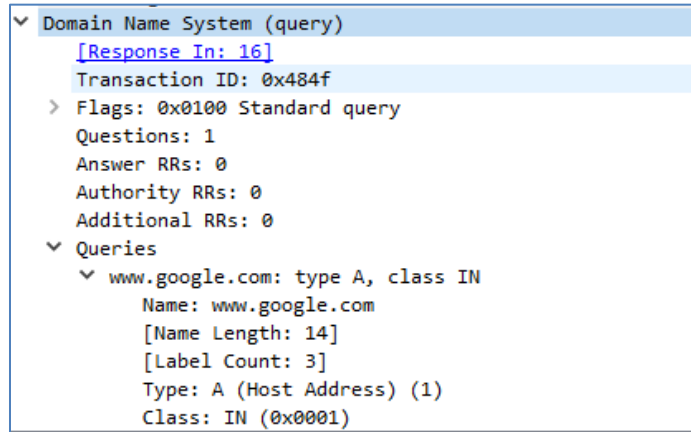 Domain Name System (query)
[Response In: 16]
Transaction ID: 0x484f
Flags: 0x0100 Standard query
Questions: 1
Answer RRs: 0
Authority RRs: 0
Additional RRs: 0
Queries
www.google.com: type A, class IN
Name: www.google.com
[Name Length: 14]
[Label Count: 3]
Type: A (Host Address) (1)
Class: IN (0x0001)